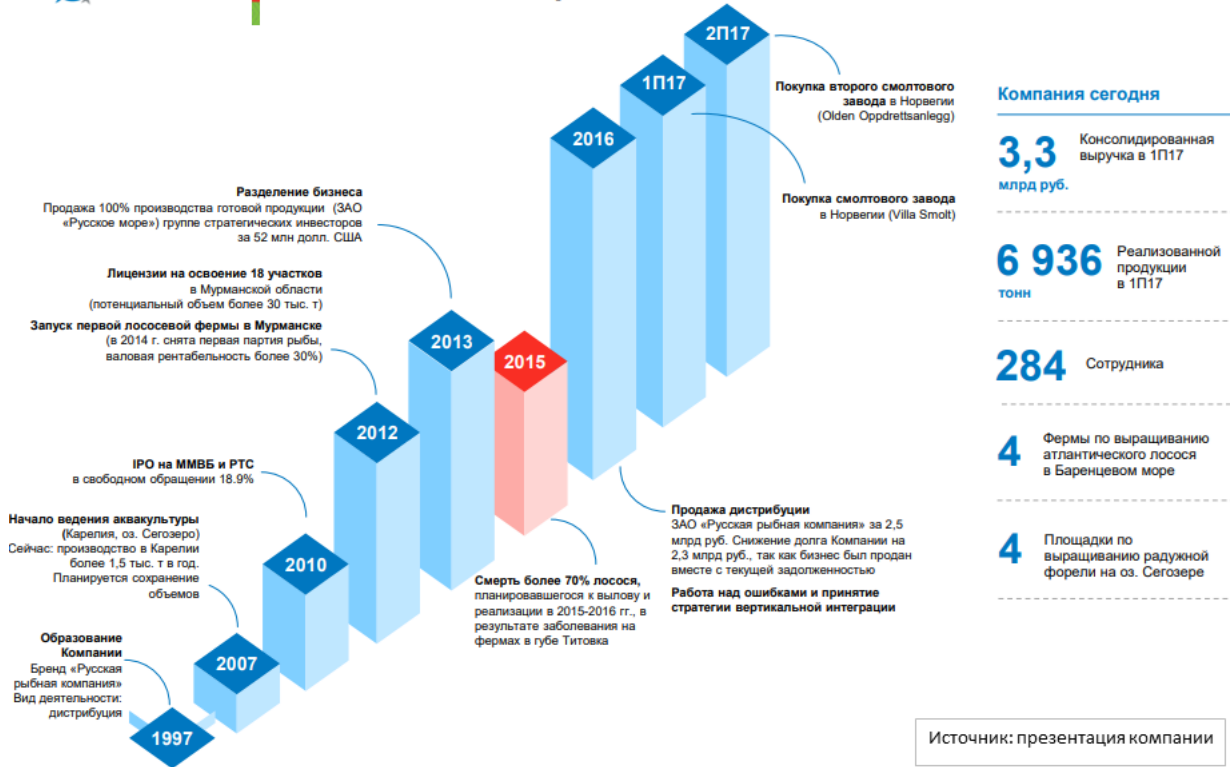 2П17
1П17
2016
2013
2015
2012
2010
2007
1997
Покупка второго смолтового
завода в Норвегии
(Olden Oppdrettsanlegg)
Покупка смолтового завода
в Норвегии (Villa Smolt)
Разделение бизнеса
Продажа 100% производства готовой продукции (ЗАО
«Русское море») группе стратегических инвесторов
за 52 млн долл. США
Лицензии на освоение 18 участков
в Мурманской области
(потенциальный объем более 30 тыс. т)
Запуск первой лососевой фермы в Мурманске
(в 2014 г. снята первая партия рыбы,
валовая рентабельность более 30%)
IPO на ММВБ и РТС
в свободном обращении 18.9%
Начало ведения аквакультуры
(Карелия, оз. Сегозеро)
Сейчас: производство в Карелии
более 1,5 тыс. т в год.
Планируется сохранение
объемов
Образование
Компании
Бренд «Русская
рыбная компания»
Вид деятельности:
дистрибуция
Смерть более 70% лосося,
планировавшегося к вылову и
реализации в 2015-2016 гг., в
результате заболевания на
фермах в губе Титовка
Продажа дистрибуции
ЗАО «Русская рыбная компания» за 2,5
млрд руб. Снижение долга Компании на
2,3 млрд руб., так как бизнес был продан
вместе с текущей задолженностью
Работа над ошибками и принятие
стратегии вертикальной интеграции
Компания сегодня
3,3
млрд руб.
Консолидированная
выручка в 1П17
6 936
тонн
Реализованной
продукции
в 1П17
284
Сотрудника
4
Фермы по выращиванию
атлантического лосося
в Баренцевом море
4
Площадки по
выращиванию радужной
форели на оз. Сегозере
Источник: презентация компании